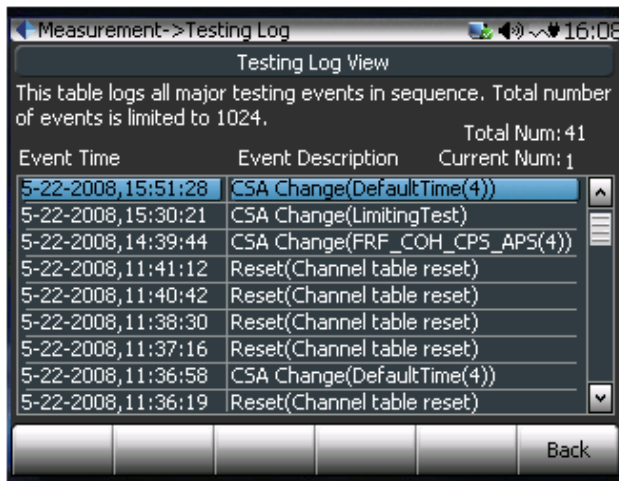 Measurement->Testing Log 16:08
Testing Log View
This table logs all major testing events in sequence. Total number
of events is limited to 1024.
Total Num: 41
Event Time Event Description Current Num: 1
5-22-2008,15:51:28 CSA Change(DefaultTime(4))
5-22-2008,15:30:21 CSA Change(LimitingTest)
5-22-2008,14:39:44 CSA Change(FRF_COH_CPS_APS(4))
5-22-2008,11:41:12 Reset(Channel table reset)
5-22-2008,11:40:42 Reset(Channel table reset)
5-22-2008,11:38:30 Reset(Channel table reset)
5-22-2008,11:37:16 Reset(Channel table reset)
5-22-2008,11:36:58 CSA Change(DefaultTime(4))
5-22-2008,11:36:19 Reset(Channel table reset)
Back